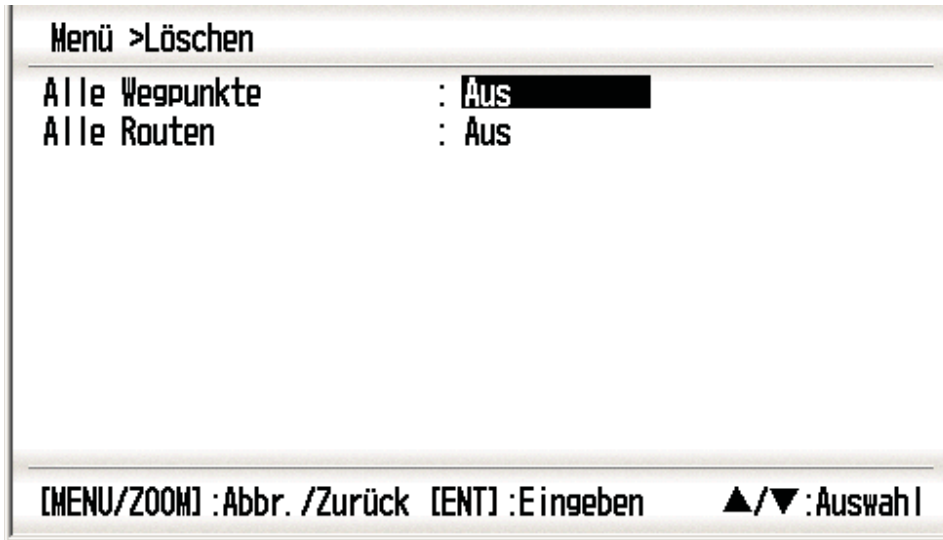 Menü >Löschen
Alle Wegpunkte : Aus
Alle Routen : Aus
[MENU/ZOOM] :Abbr. /Zurück [ENT] :Eingeben ▲/▼ :Auswahl